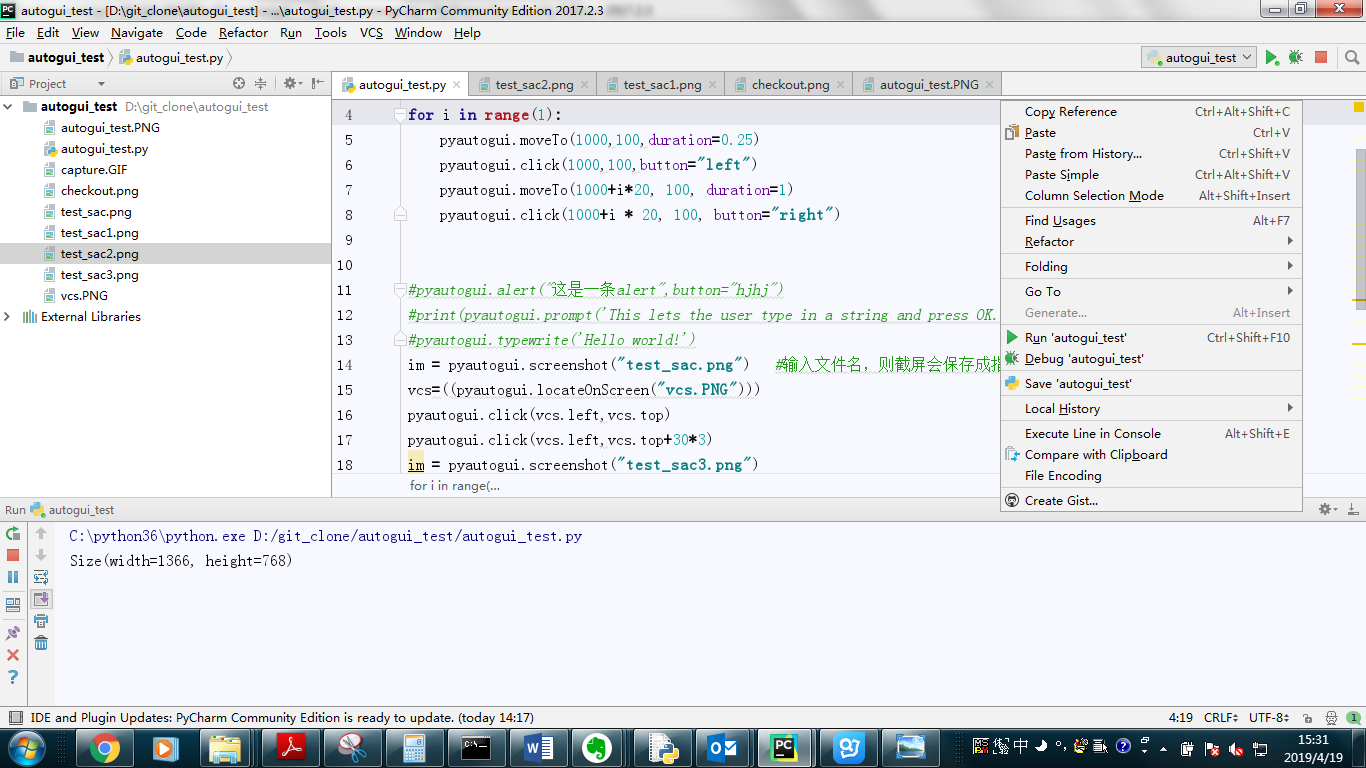 autogui_test - [D:\git_clone\autogui_test] - ...\autogui_test.py - PyCharm Community Edition 2017.2.3
File Edit View Navigate Code Refactor Run Tools VCS Window Help
autogui_test autogui_test.py autogui_test
Project autogui_test.py test_sac2.png test_sac1.png checkout.png autogui_test.PNG
autogui_test D:\git_clone\autogui_test
autogui_test.PNG
autogui_test.py
capture.GIF
checkout.png
test_sac.png
test_sac1.png
test_sac2.png
test_sac3.png
vcs.PNG
External Libraries
4 for i in range(1):
5 pyautogui.moveTo(1000,100,duration=0.25)
6 pyautogui.click(1000,100,button="left")
7 pyautogui.moveTo(1000+i*20, 100, duration=1)
8 pyautogui.click(1000+i * 20, 100, button="right")
9
10
11 #pyautogui.alert("这是一条alert",button="hjhj")
12 #print(pyautogui.prompt('This lets the user type in a string and press OK.
13 #pyautogui.typewrite('Hello world!')
14 im = pyautogui.screenshot("test_sac.png") #输入文件名，则截屏会保存成指
15 vcs=((pyautogui.locateOnScreen("vcs.PNG")))
16 pyautogui.click(vcs.left,vcs.top)
17 pyautogui.click(vcs.left,vcs.top+30*3)
18 im = pyautogui.screenshot("test_sac3.png")
for i in range(...
Copy Reference Ctrl+Alt+Shift+C
Paste Ctrl+V
Paste from History... Ctrl+Shift+V
Paste Simple Ctrl+Alt+Shift+V
Column Selection Mode Alt+Shift+Insert
Find Usages Alt+F7
Refactor
Folding
Go To
Generate... Alt+Insert
Run 'autogui_test' Ctrl+Shift+F10
Debug 'autogui_test'
Save 'autogui_test'
Local History
Execute Line in Console Alt+Shift+E
Compare with Clipboard
File Encoding
Create Gist...
Run autogui_test
C:\python36\python.exe D:/git_clone/autogui_test/autogui_test.py
Size(width=1366, height=768)
IDE and Plugin Updates: PyCharm Community Edition is ready to update. (today 14:17) 4:19 CRLF UTF-8 1
中 15:31
2019/4/19